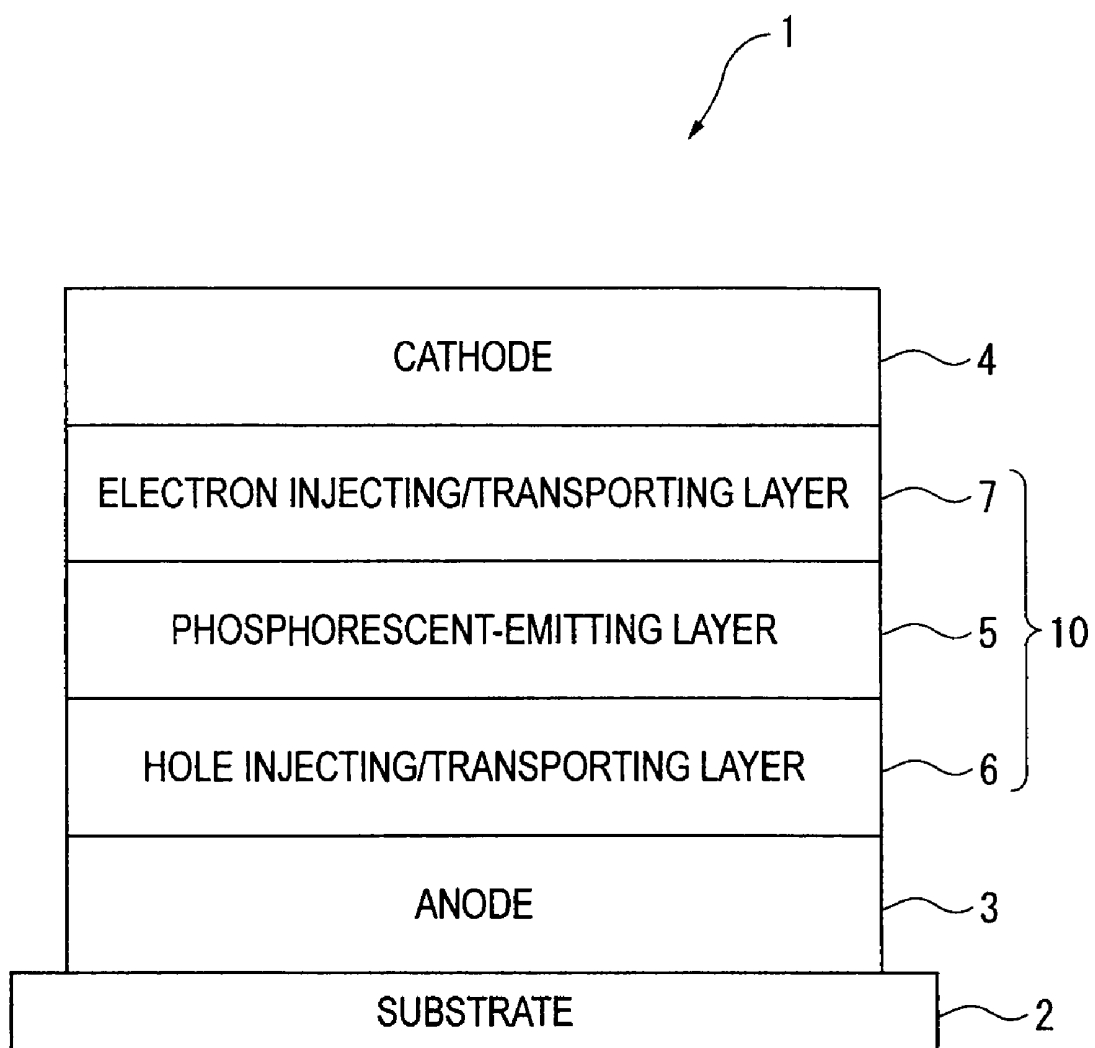 1
CATHODE 4
ELECTRON INJECTING/TRANSPORTING LAYER 7
PHOSPHORESCENT-EMITTING LAYER 5 10
HOLE INJECTING/TRANSPORTING LAYER 6
ANODE 3
SUBSTRATE 2